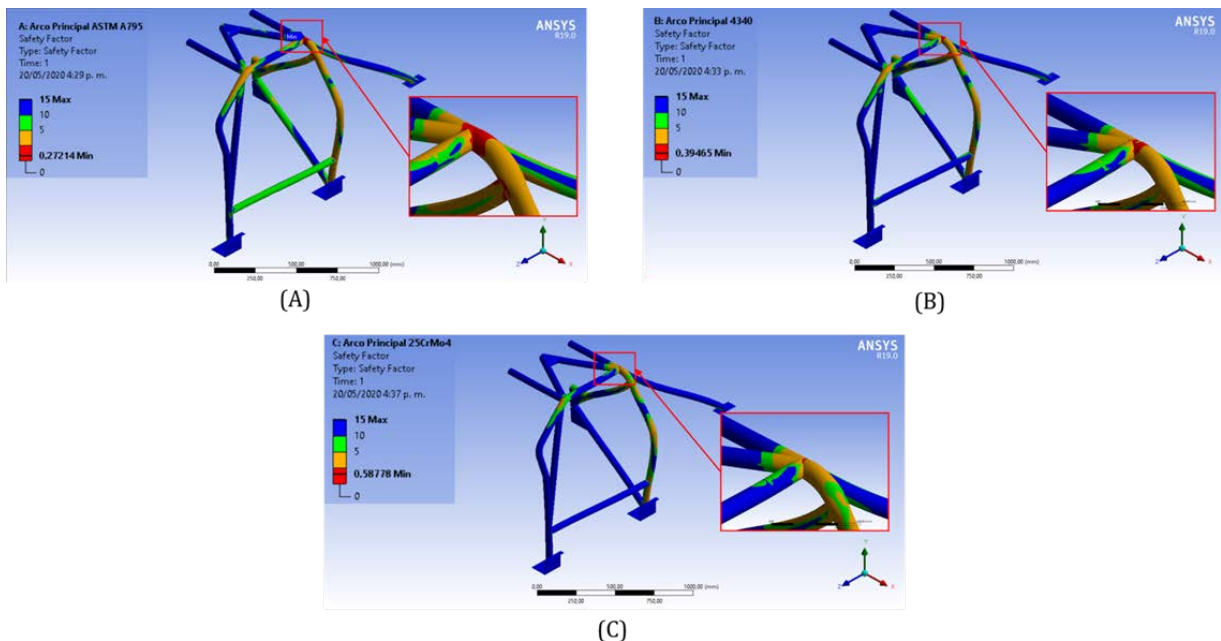 A: Arco Principal ASTM A795
Safety Factor
Type: Safety Factor
Time: 1
20/05/2020 4:29 p. m.
15 Max
10
5
0,27214 Min
0
Min
ANSYS
R19.0
0,00 500,00 1000,00 (mm)
250,00 750,00
Y
Z X
(A)
B: Arco Principal 4340
Safety Factor
Type: Safety Factor
Time: 1
20/05/2020 4:33 p. m.
15 Max
10
5
0,39465 Min
0
ANSYS
R19.0
0,00 500,00 1000,00 (mm)
250,00 750,00
Y
Z X
(B)
C: Arco Principal 25CrMo4
Safety Factor
Type: Safety Factor
Time: 1
20/05/2020 4:37 p. m.
15 Max
10
5
0,58778 Min
0
ANSYS
R19.0
0,00 500,00 1000,00 (mm)
250,00 750,00
Y
Z X
(C)